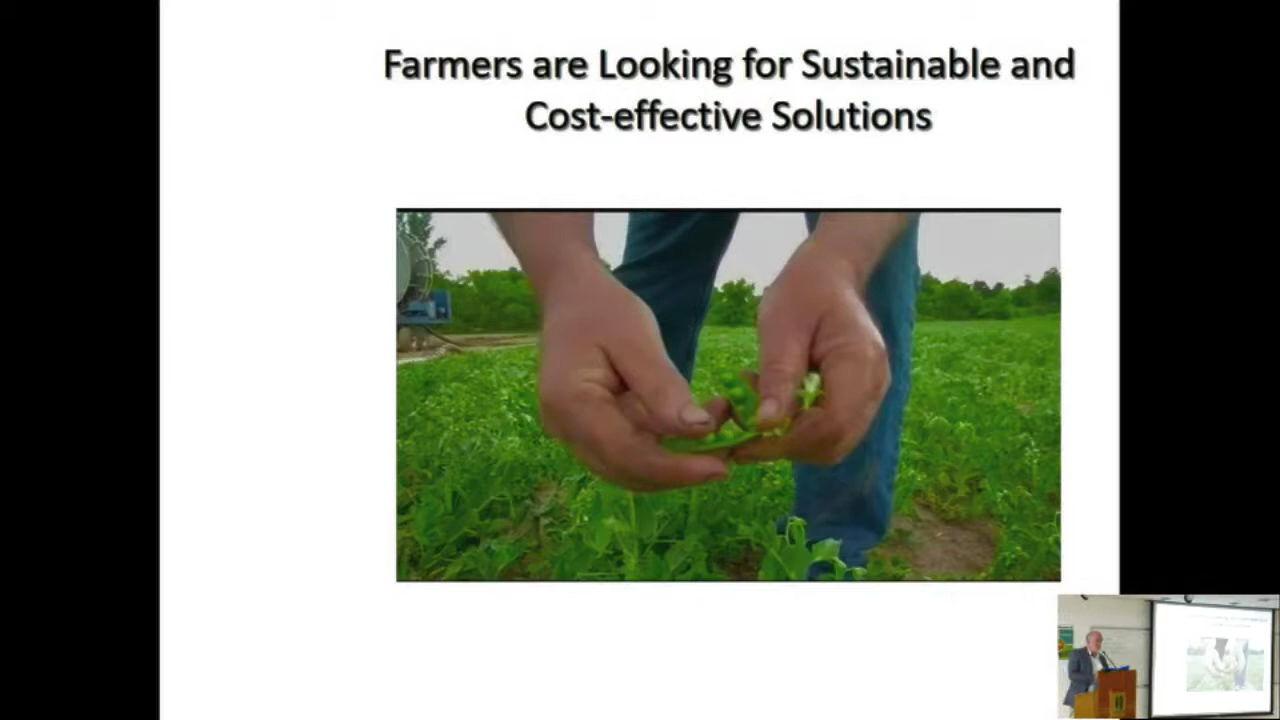 Farmers are Looking for Sustainable and
Cost-effective Solutions